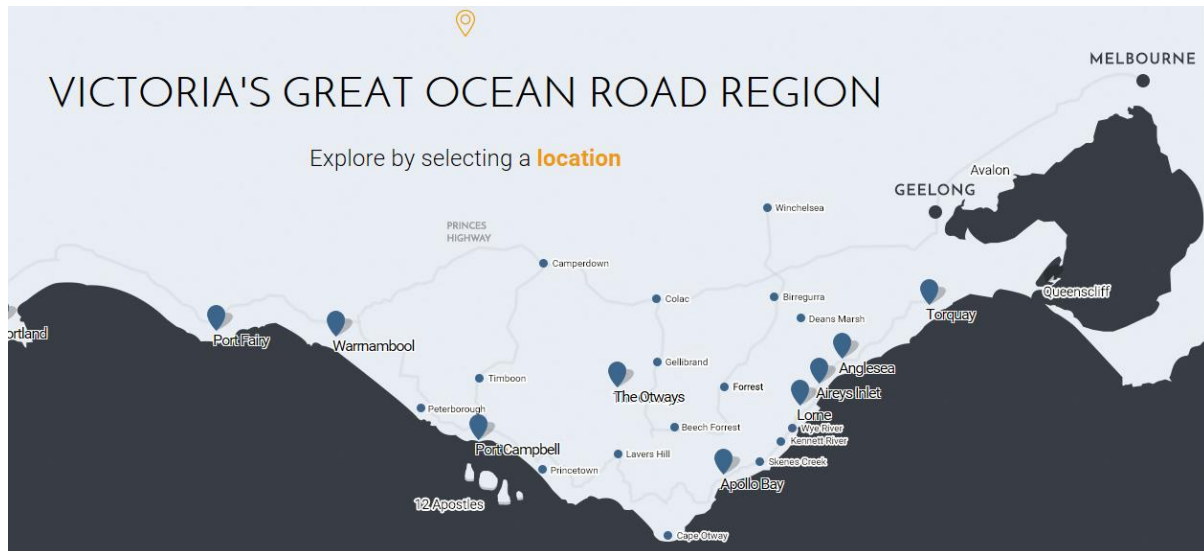 MELBOURNE
VICTORIA'S GREAT OCEAN ROAD REGION
Explore by selecting a location
Avalon
GEELONG
Winchelsea
PRINCES
HIGHWAY
Camperdown
Colac
Birregurra
Queenscliff
Torquay
Deans Marsh
ortland
Port Fairy
Warrnambool
Gellibrand
Anglesea
Timboon
Forrest
The Otways
Aireys Inlet
Peterborough
Lorne
Beech Forrest
Wye River
Port Campbell
Kennett River
Lavers Hill
Skenes Creek
Princetown
Apollo Bay
12 Apostles
Cape Otway